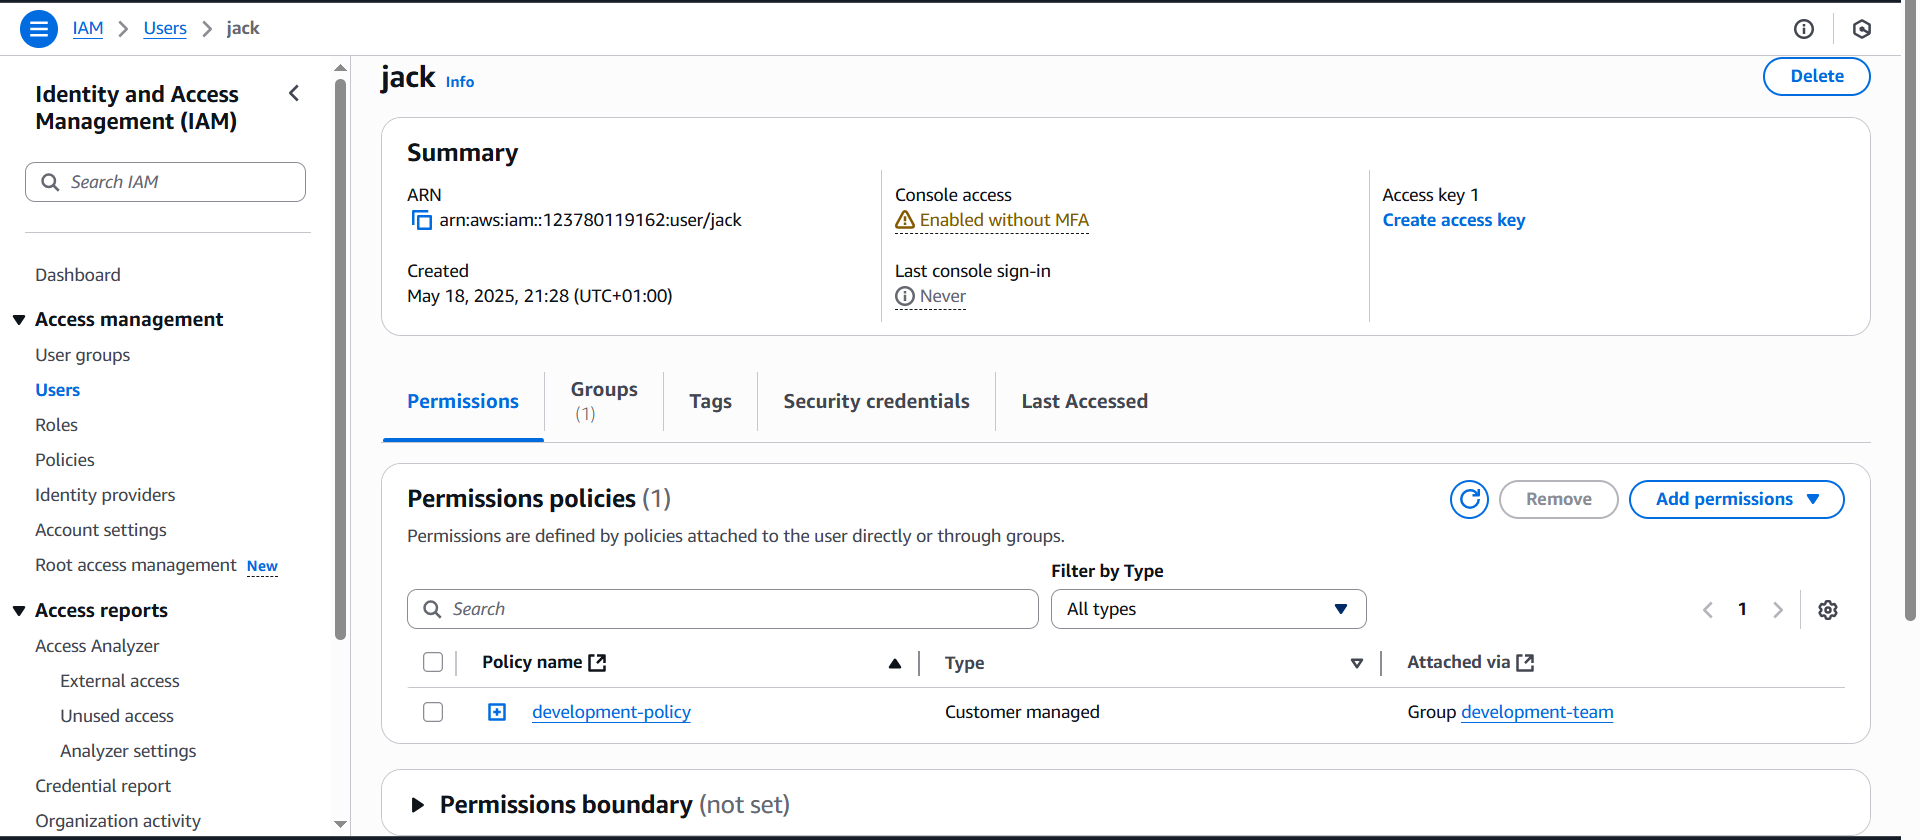 IAM > Users > jack
Identity and Access
Management (IAM)
Search IAM
Dashboard
Access management
User groups
Users
Roles
Policies
Identity providers
Account settings
Root access management New
Access reports
Access Analyzer
External access
Unused access
Analyzer settings
Credential report
Organization activity
jack Info
Delete
Summary
ARN
arn:aws:iam::123780119162:user/jack
Created
May 18, 2025, 21:28 (UTC+01:00)
Console access
Enabled without MFA
Last console sign-in
Never
Access key 1
Create access key
Permissions
Groups
(1)
Tags
Security credentials
Last Accessed
Permissions policies (1)
Remove
Add permissions
Permissions are defined by policies attached to the user directly or through groups.
Filter by Type
Search
All types
1
Policy name
Type
Attached via
development-policy
Customer managed
Group development-team
Permissions boundary (not set)